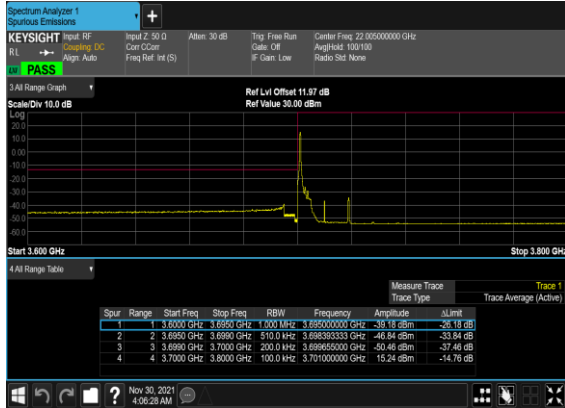 Spectrum Analyzer 1
Spurious Emissions
+
KEYSIGHT Input: RF Input Z: 50 Ω Atten: 30 dB Trig: Free Run Center Freq: 22.005000000 GHz
RL Coupling: DC Corr CCorr Gate: Off Avg|Hold: 100/100
Align: Auto Freq Ref: Int (S) IF Gain: Low Radio Std: None
PASS
3 All Range Graph
Ref Lvl Offset 11.97 dB
Scale/Div 10.0 dB Ref Value 30.00 dBm
Log
20.0
10.0
0.00
-10.0
-20.0
-30.0
-40.0
-50.0
-60.0
Start 3.600 GHz Stop 3.800 GHz
4 All Range Table
Measure Trace Trace 1
Trace Type Trace Average (Active)
Spur Range Start Freq Stop Freq RBW Frequency Amplitude ΔLimit
1 1 3.6000 GHz 3.6950 GHz 1.000 MHz 3.695000000 GHz -39.18 dBm -26.18 dB
2 2 3.6950 GHz 3.6990 GHz 510.0 kHz 3.698393333 GHz -46.84 dBm -33.84 dB
3 3 3.6990 GHz 3.7000 GHz 200.0 kHz 3.699655000 GHz -50.46 dBm -37.46 dB
4 4 3.7000 GHz 3.8000 GHz 100.0 kHz 3.701000000 GHz 15.24 dBm -14.76 dB
? Nov 30, 2021
4:06:28 AM